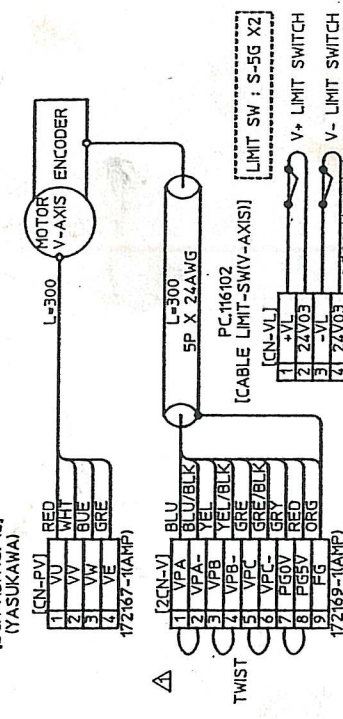 (YASUKAWA)
[CN-PV]
1 VU RED
2 VV WHT
3 VW BUE
4 VE GRE
172167-1(AMP)
L=300
MOTOR
V-AXIS
ENCODER
[2CN-V]
1 VPA BLU
2 VPA- BLU/BLK
3 VPB YEL
4 VPB- YEL/BLK
5 VPC GRE
6 VPC- GRE/BLK
7 PG0V GRY
8 PG5V RED
9 FG ORG
172169-1(AMP)
1
TWIST
L=300
5P X 24AWG
PC.116102
[CABLE LIMIT-SW(V-AXIS)]
[CN-VL]
1 +VL
2 24V03
3 -VL
4 24V03
LIMIT SW : S-5G X2
V+ LIMIT SWITCH
V- LIMIT SWITCH